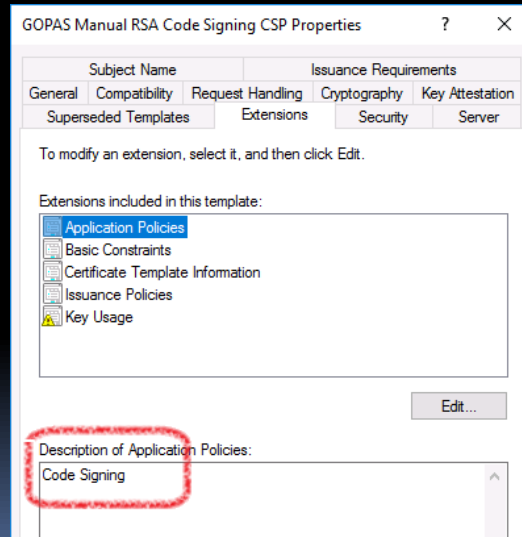 GOPAS Manual RSA Code Signing CSP Properties ? ×
Subject Name Issuance Requirements
General Compatibility Request Handling Cryptography Key Attestation
Superseded Templates Extensions Security Server
To modify an extension, select it, and then click Edit.
Extensions included in this template:
Application Policies
Basic Constraints
Certificate Template Information
Issuance Policies
Key Usage
Edit...
Description of Application Policies:
Code Signing